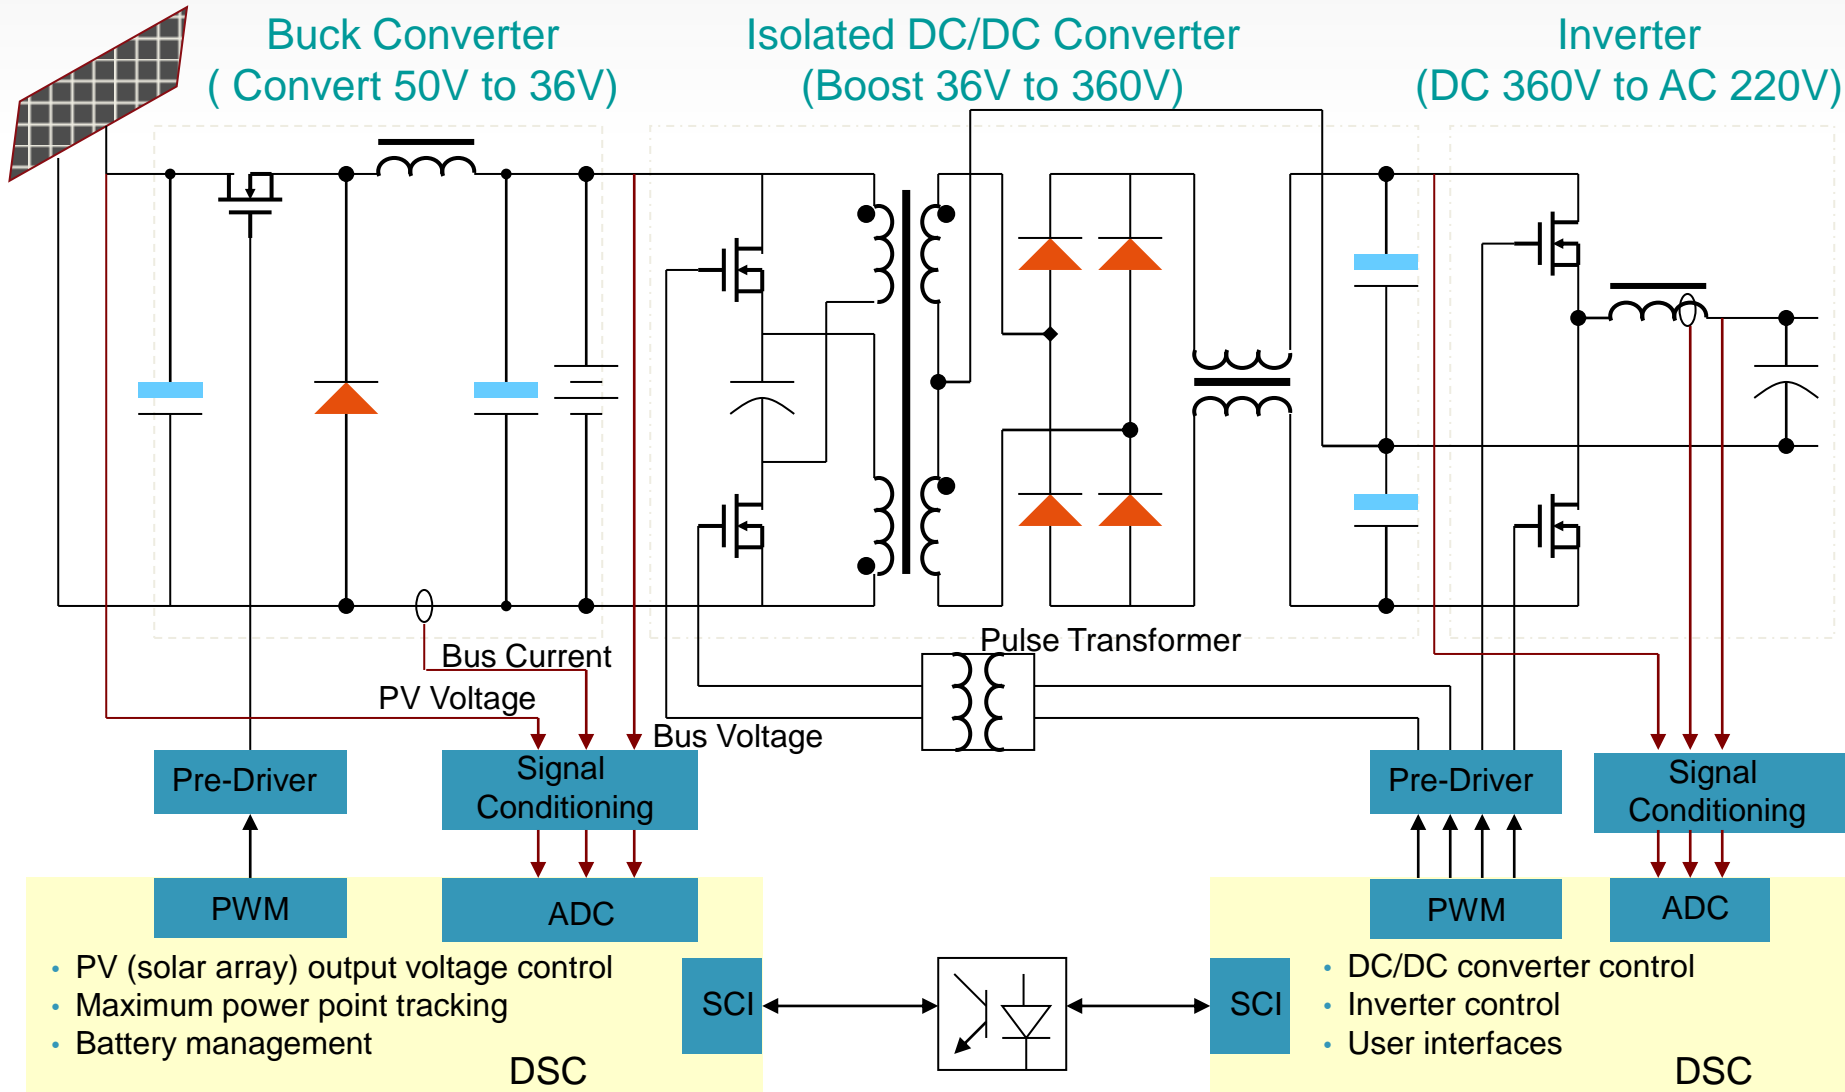 Buck Converter
( Convert 50V to 36V)
Isolated DC/DC Converter
(Boost 36V to 360V)
Inverter
(DC 360V to AC 220V)
Bus Current
PV Voltage
Bus Voltage
Pulse Transformer
Pre-Driver
Signal
Conditioning
Pre-Driver
Signal
Conditioning
PWM
ADC
PWM
ADC
• PV (solar array) output voltage control
• Maximum power point tracking
• Battery management
DSC
SCI
SCI
• DC/DC converter control
• Inverter control
• User interfaces
DSC